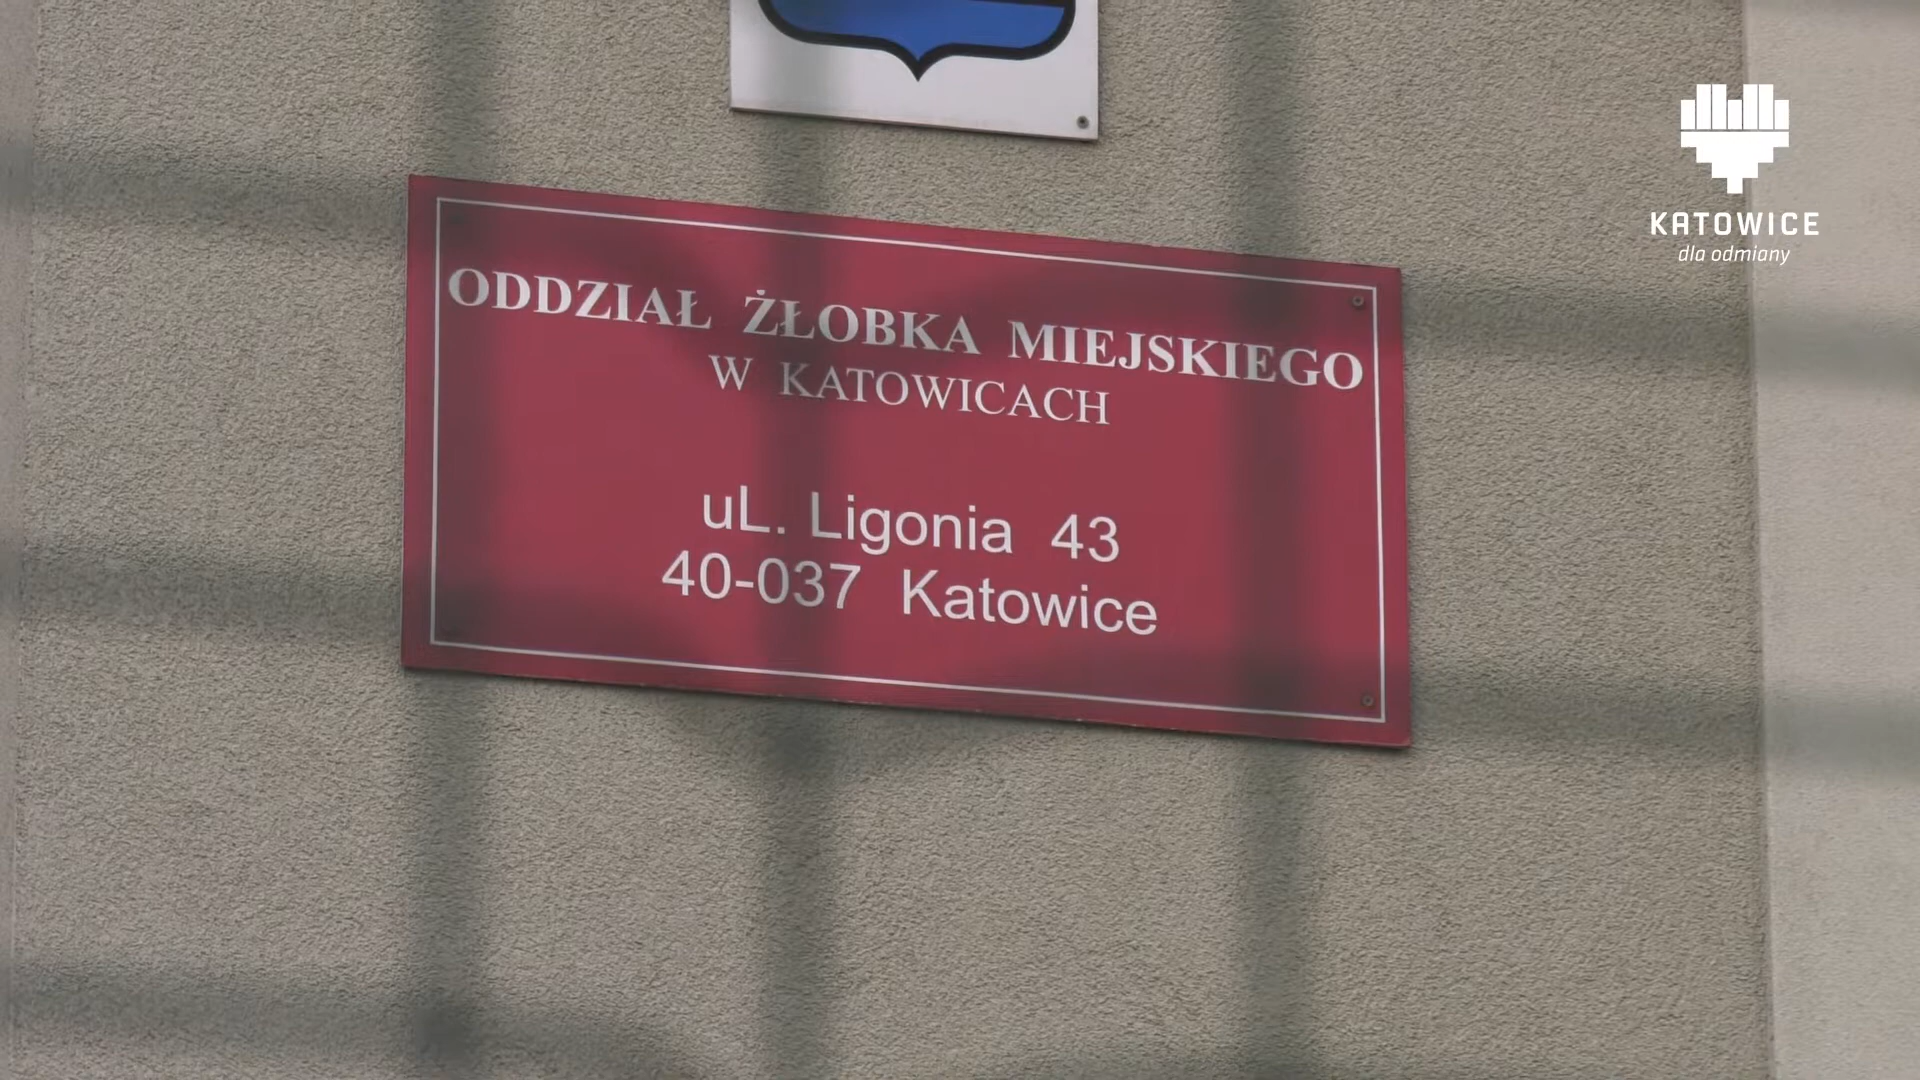 KATOWICE
dla odmiany
ODDZIAŁ ŻŁOBKA MIEJSKIEGO
W KATOWICACH
uL. Ligonia 43
40-037 Katowice